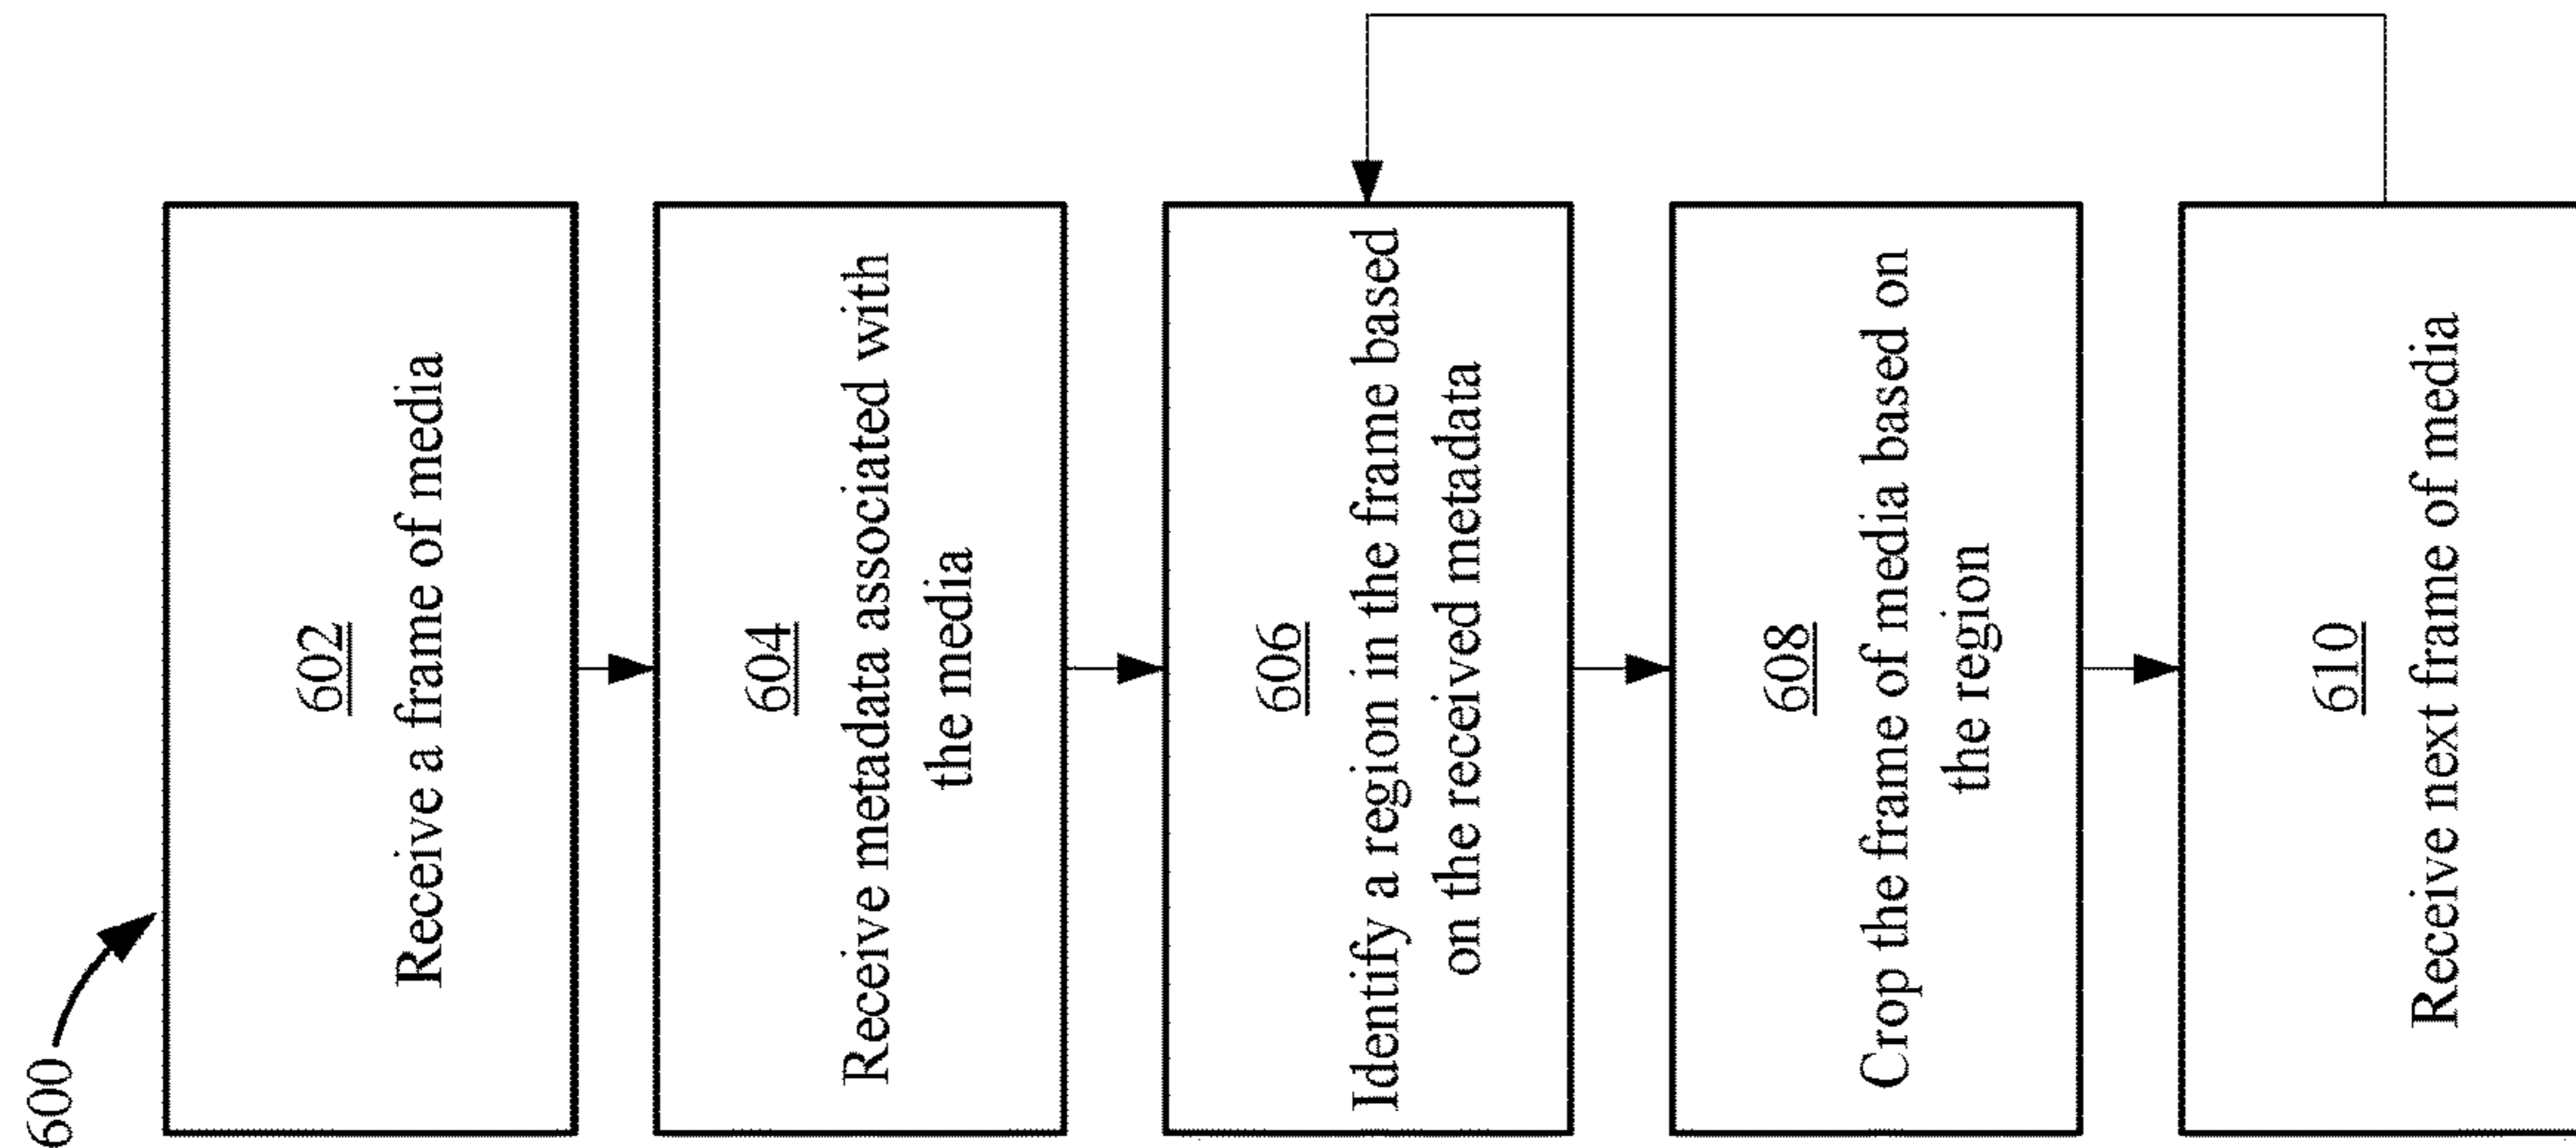 600
602
Receive a frame of media
604
Receive metadata associated with
the media
606
Identify a region in the frame based
on the received metadata
608
Crop the frame of media based on
the region
610
Receive next frame of media